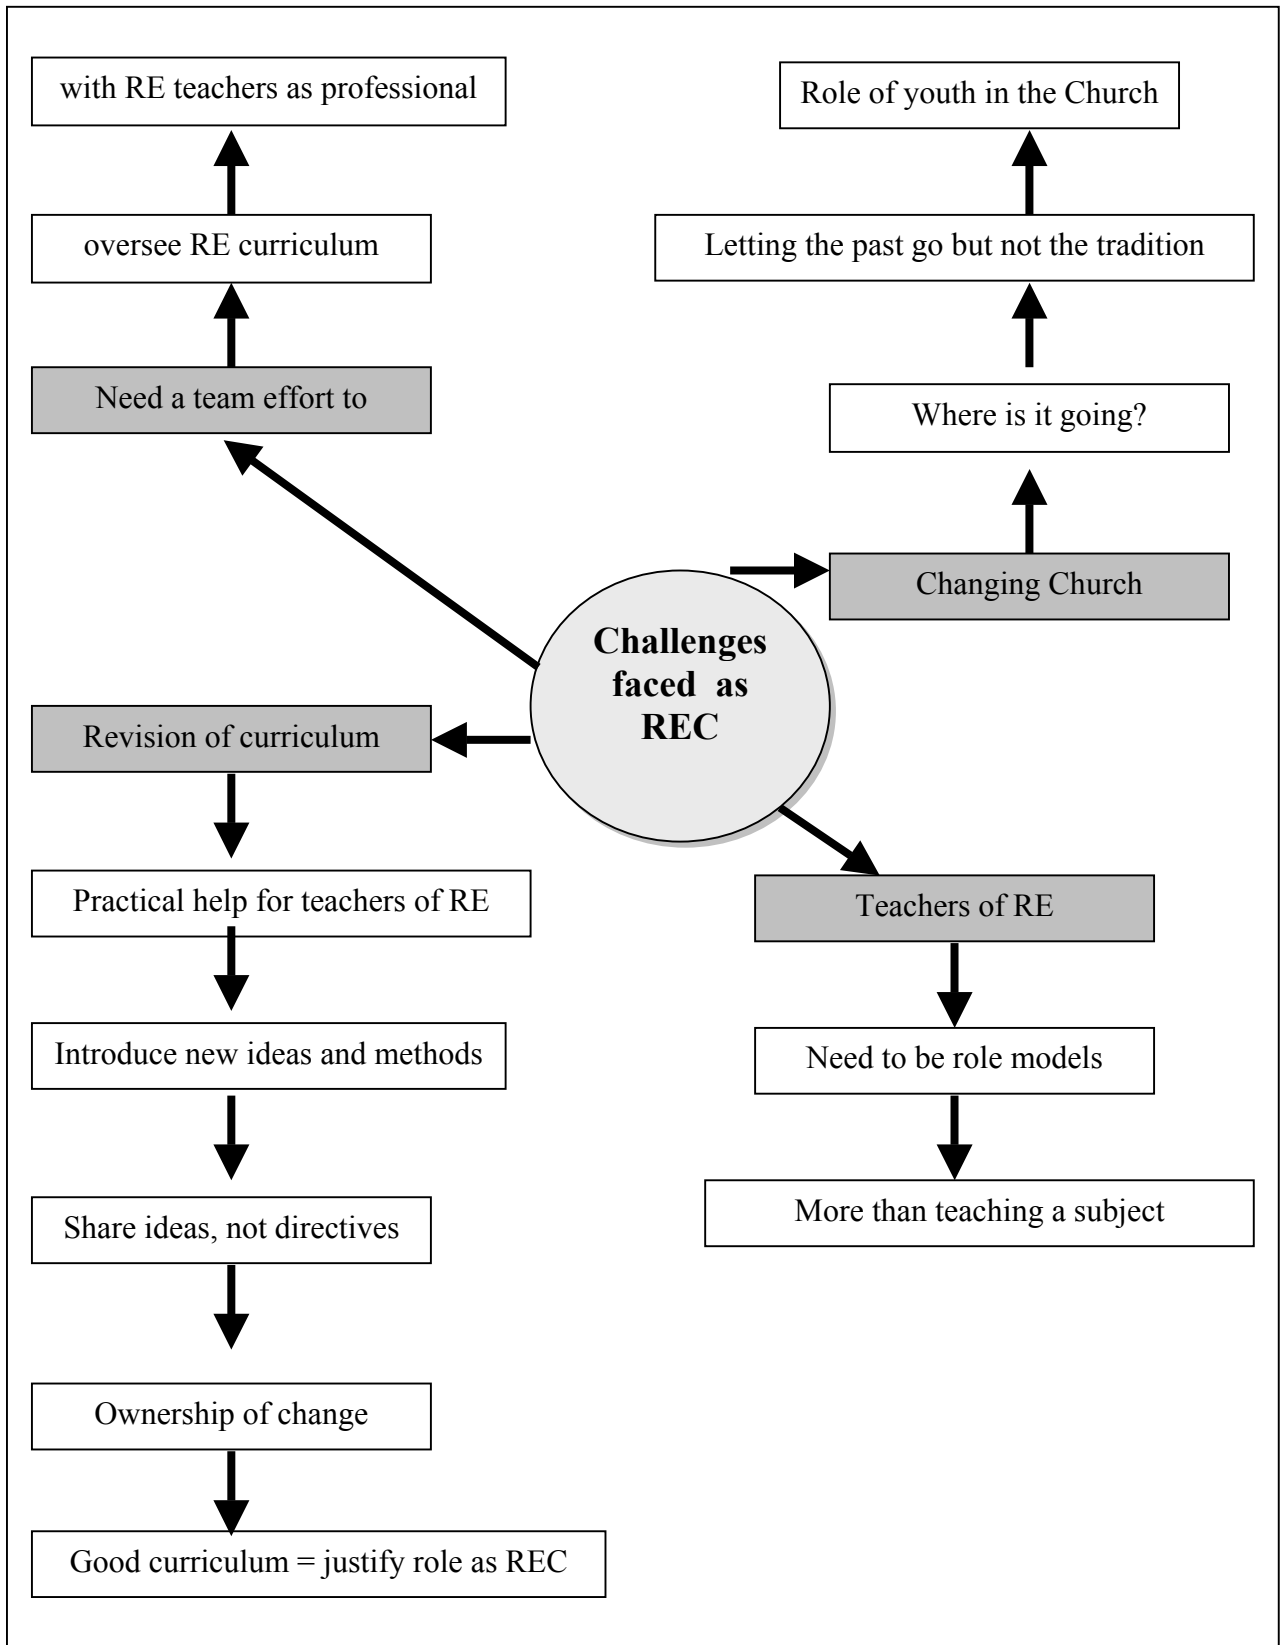 with RE teachers as professional
Role of youth in the Church
oversee RE curriculum
Letting the past go but not the tradition
Need a team effort to
Where is it going?
Changing Church
Challenges
faced as
REC
Revision of curriculum
Practical help for teachers of RE
Teachers of RE
Introduce new ideas and methods
Need to be role models
Share ideas, not directives
More than teaching a subject
Ownership of change
Good curriculum = justify role as REC